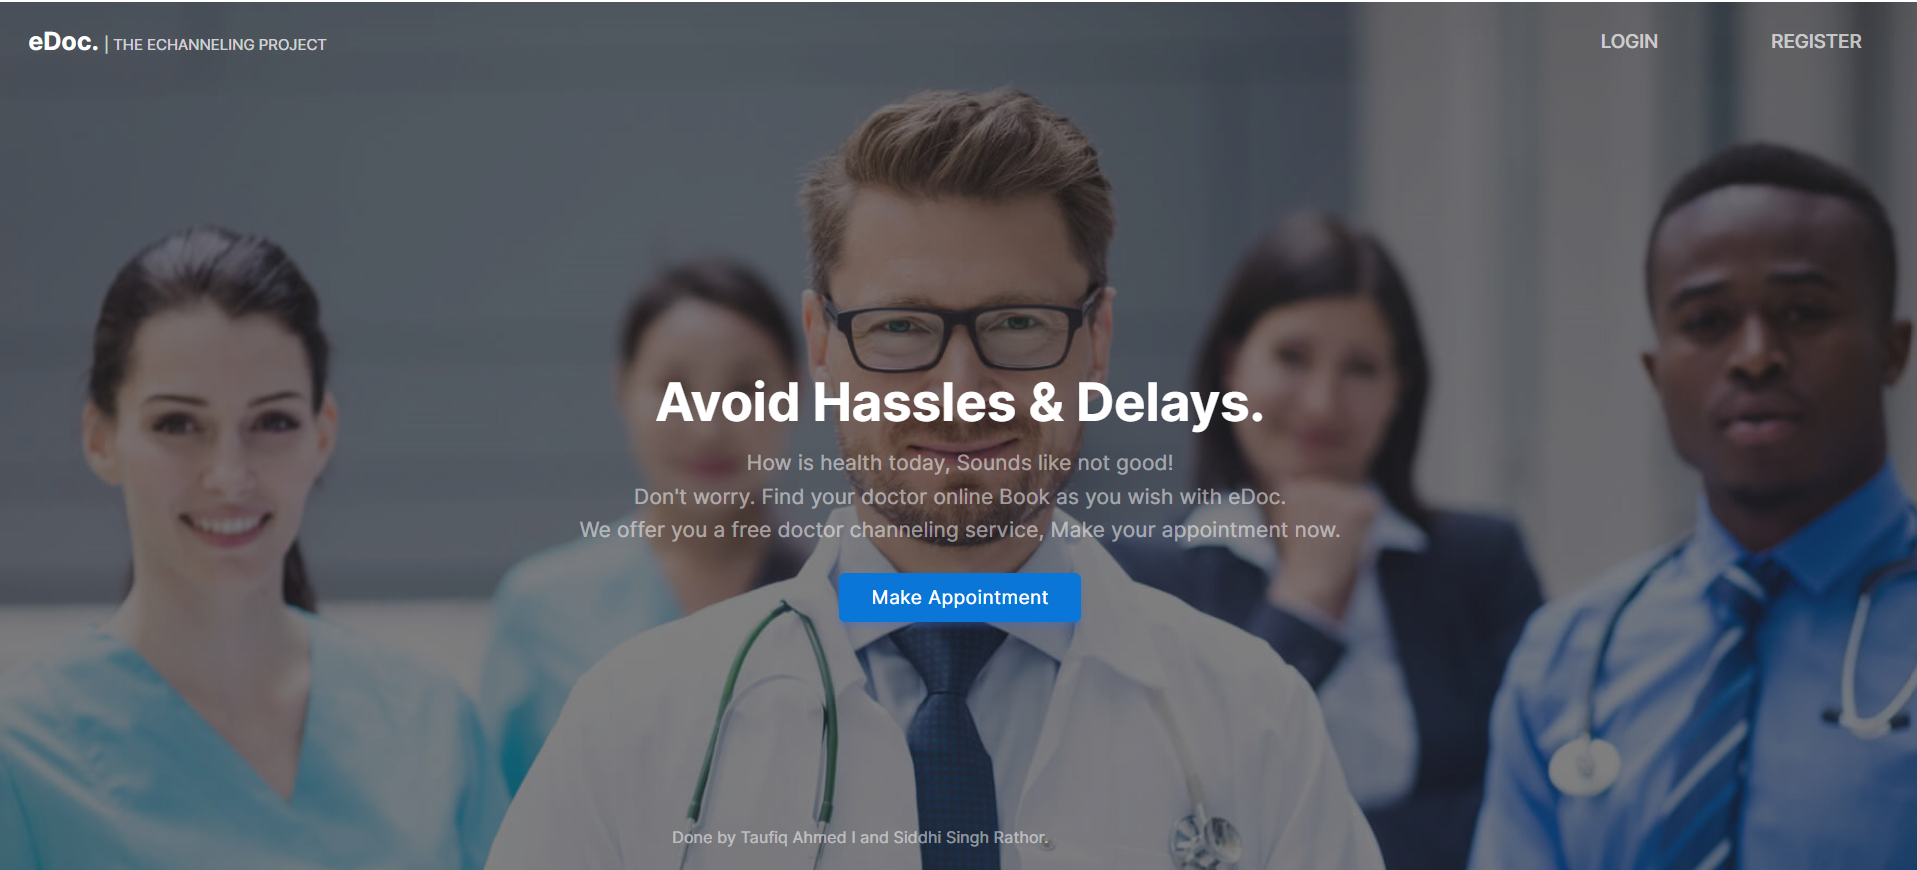 eDoc. | THE ECHANNELING PROJECT
LOGIN
REGISTER
Avoid Hassles & Delays.
How is health today, Sounds like not good!
Don't worry. Find your doctor online Book as you wish with eDoc.
We offer you a free doctor channeling service, Make your appointment now.
Make Appointment
Done by Taufiq Ahmed I and Siddhi Singh Rathor.